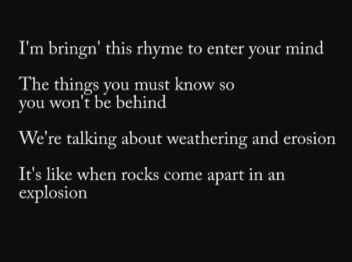 I'm bringn' this rhyme to enter your mind
The things you must know so
you won't be behind
We're talking about weathering and erosion
It's like when rocks come apart in an
explosion